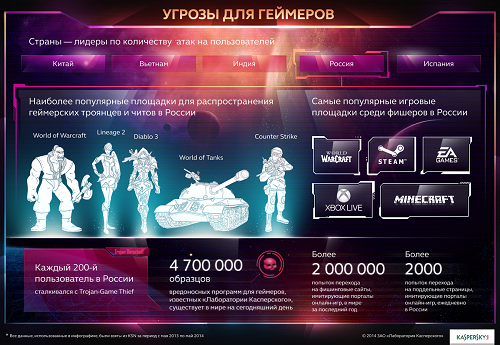 УГРОЗЫ ДЛЯ ГЕЙМЕРОВ
Страны — лидеры по количеству атак на пользователей
Китай
Вьетнам
Индия
Россия
Испания
Наиболее популярные площадки для распространения
геймерских троянцев и читов в России
World of Warcraft
Lineage 2
Diablo 3
World of Tanks
Counter Strike
Самые популярные игровые
площадки среди фишеров в России
WORLD
WARCRAFT
STEAM™
EA
GAMES™
XBOX LIVE
MINECRAFT
Каждый 200-й
пользователь в России
сталкивался с Trojan-Game Thief
4 700 000
образцов
вредоносных программ для геймеров,
известных «Лаборатории Касперского»,
существует в мире на сегодняшний день
Более
2 000 000
попыток перехода
на фишинговые сайты,
имитирующие порталы
онлайн-игр, в мире
за последний год
Более
2000
попыток перехода
на поддельные страницы,
имитирующие порталы
онлайн-игр, ежедневно
в России
* Все данные, использованные в инфографике, были взяты из KSN за период с мая 2013 по май 2014
© 2014 ЗАО «Лаборатория Касперского»
KASPERSKY